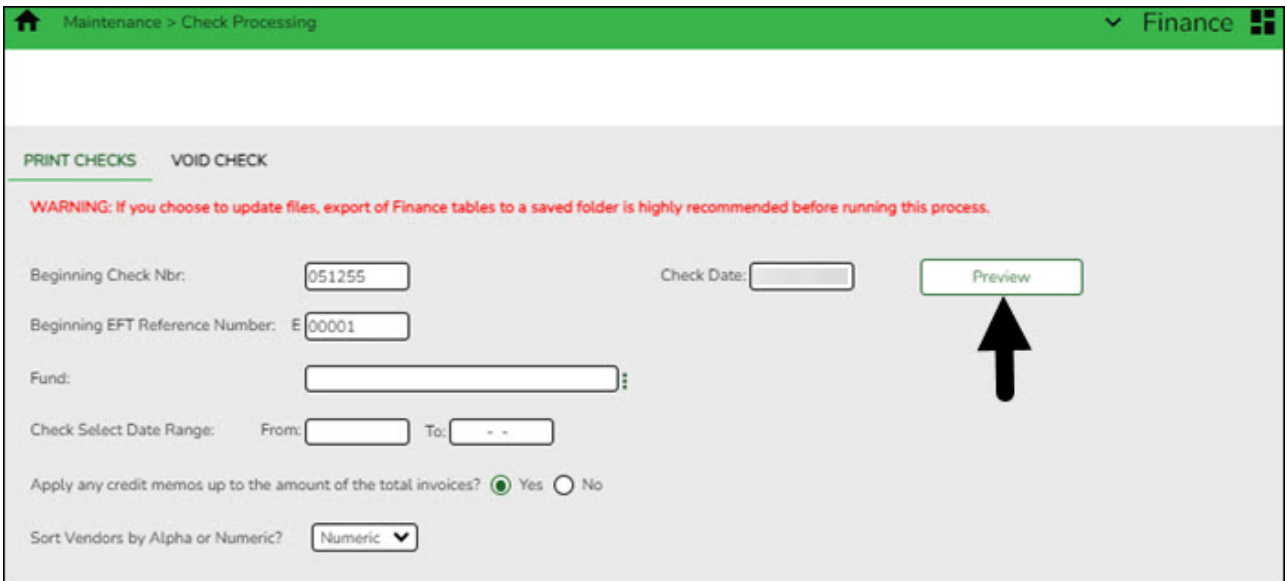 Maintenance > Check Processing Finance
PRINT CHECKS VOID CHECK
WARNING: If you choose to update files, export of Finance tables to a saved folder is highly recommended before running this process.
Beginning Check Nbr: 051255 Check Date: Preview
Beginning EFT Reference Number: E 00001
Fund:
Check Select Date Range: From: To: - -
Apply any credit memos up to the amount of the total invoices? Yes No
Sort Vendors by Alpha or Numeric? Numeric